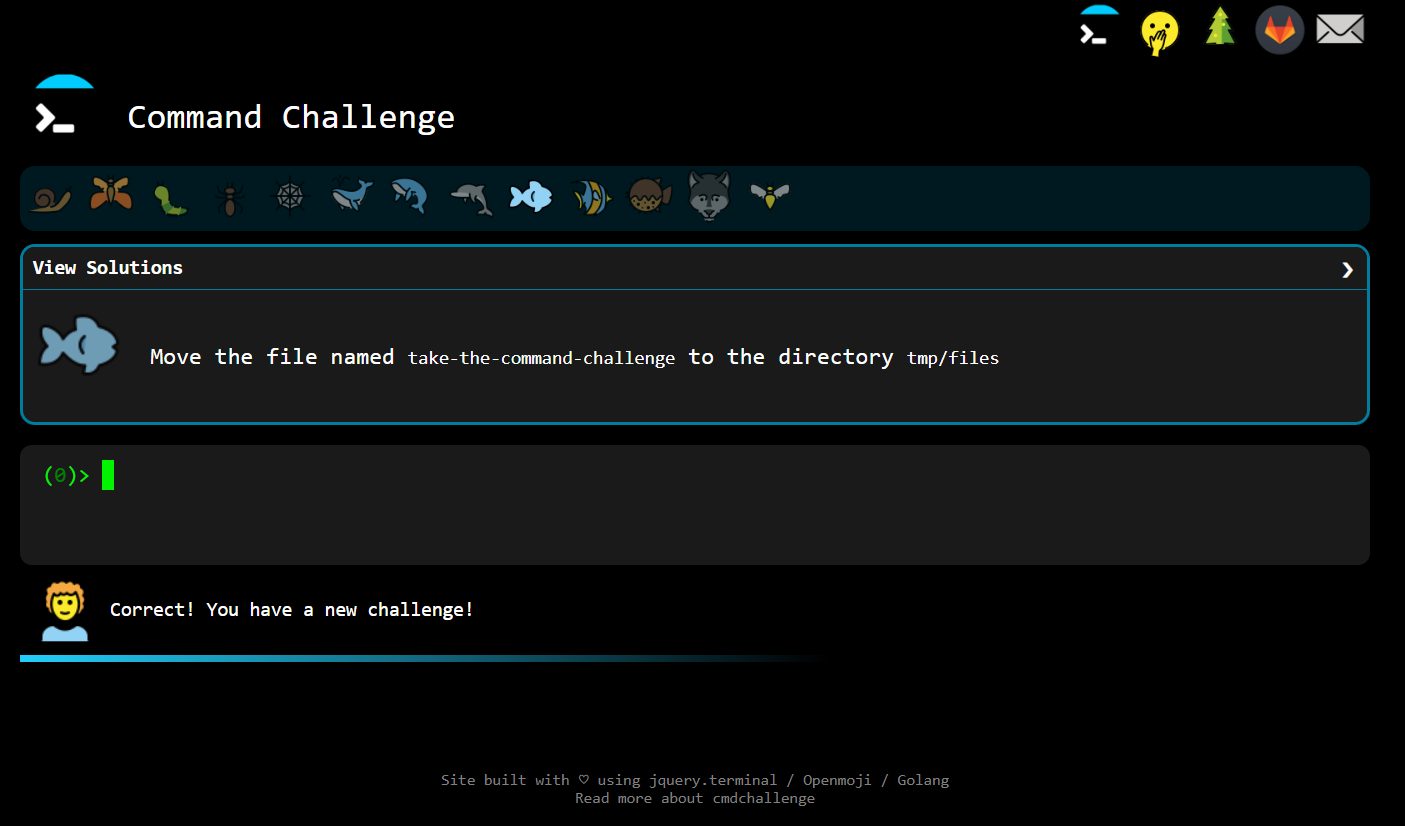 Command Challenge
View Solutions
Move the file named take-the-command-challenge to the directory tmp/files
(0)>
Correct! You have a new challenge!
Site built with ♡ using jquery.terminal / Openmoji / Golang
Read more about cmdchallenge